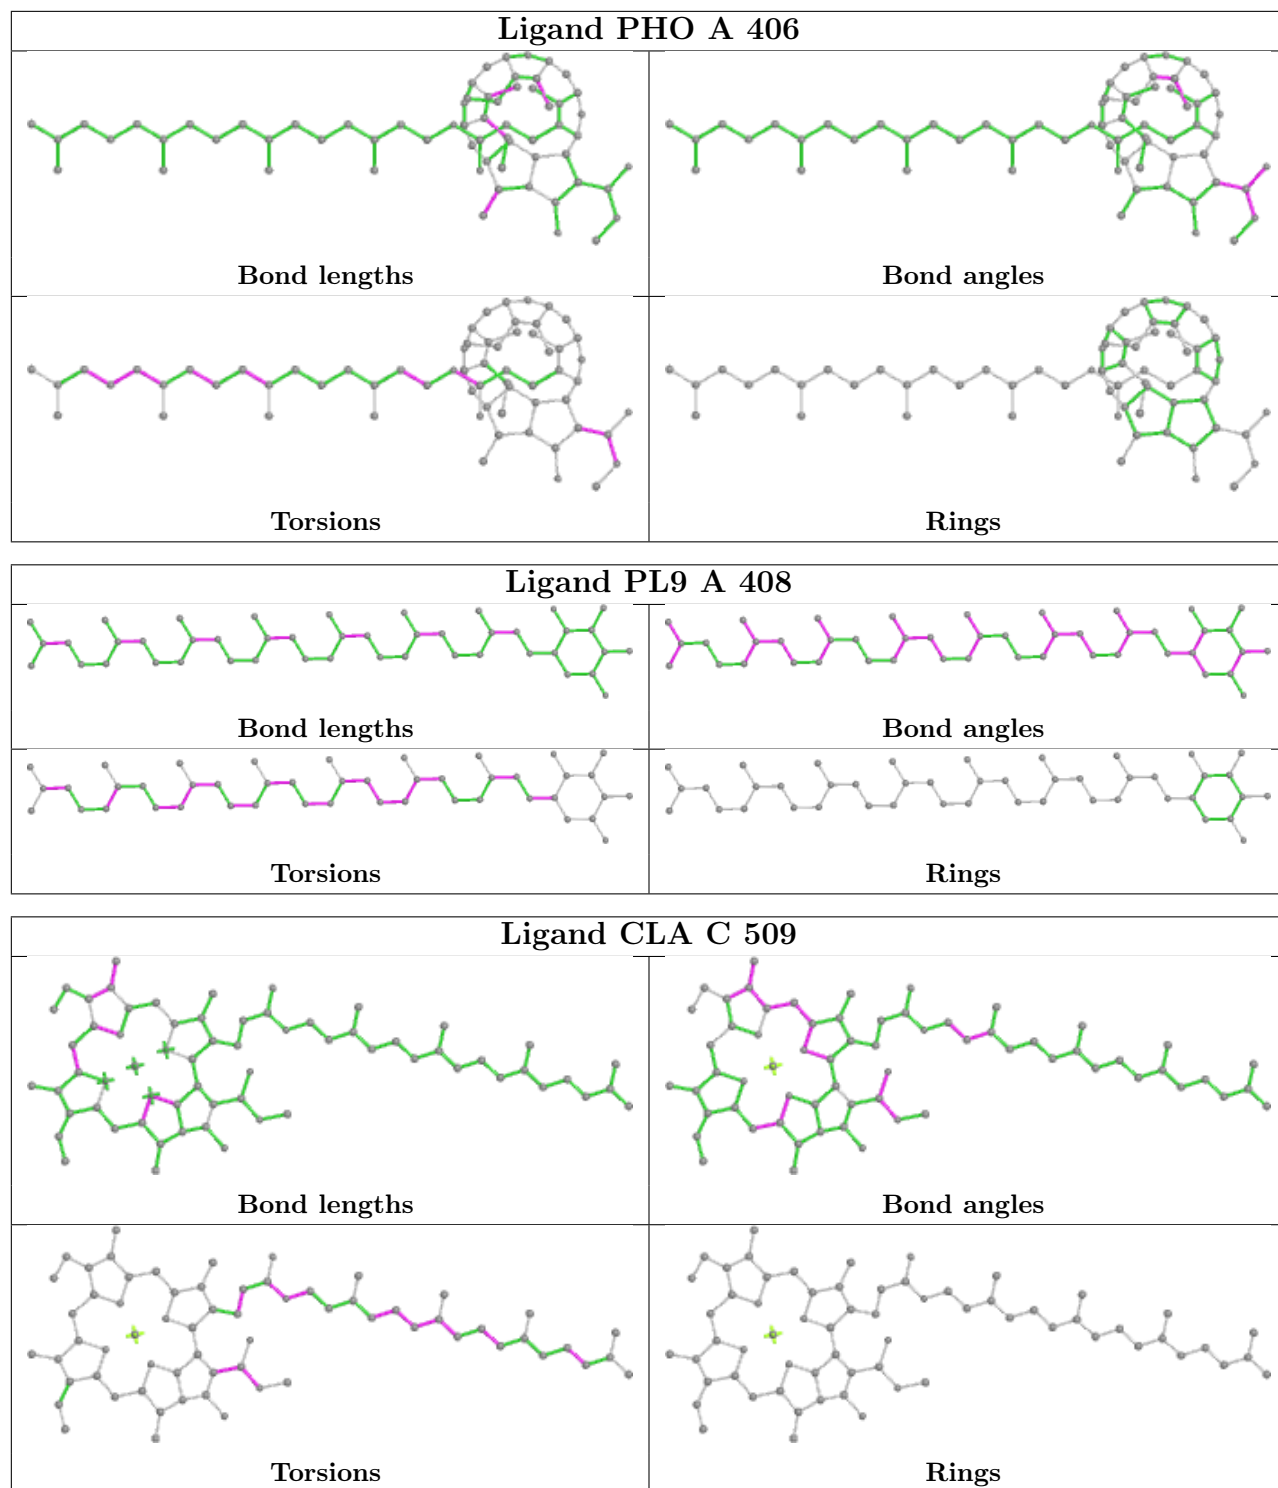 Ligand PHO A 406
Bond lengths
Bond angles
Torsions
Rings
Ligand PL9 A 408
Bond lengths
Bond angles
Torsions
Rings
Ligand CLA C 509
Bond lengths
Bond angles
Torsions
Rings